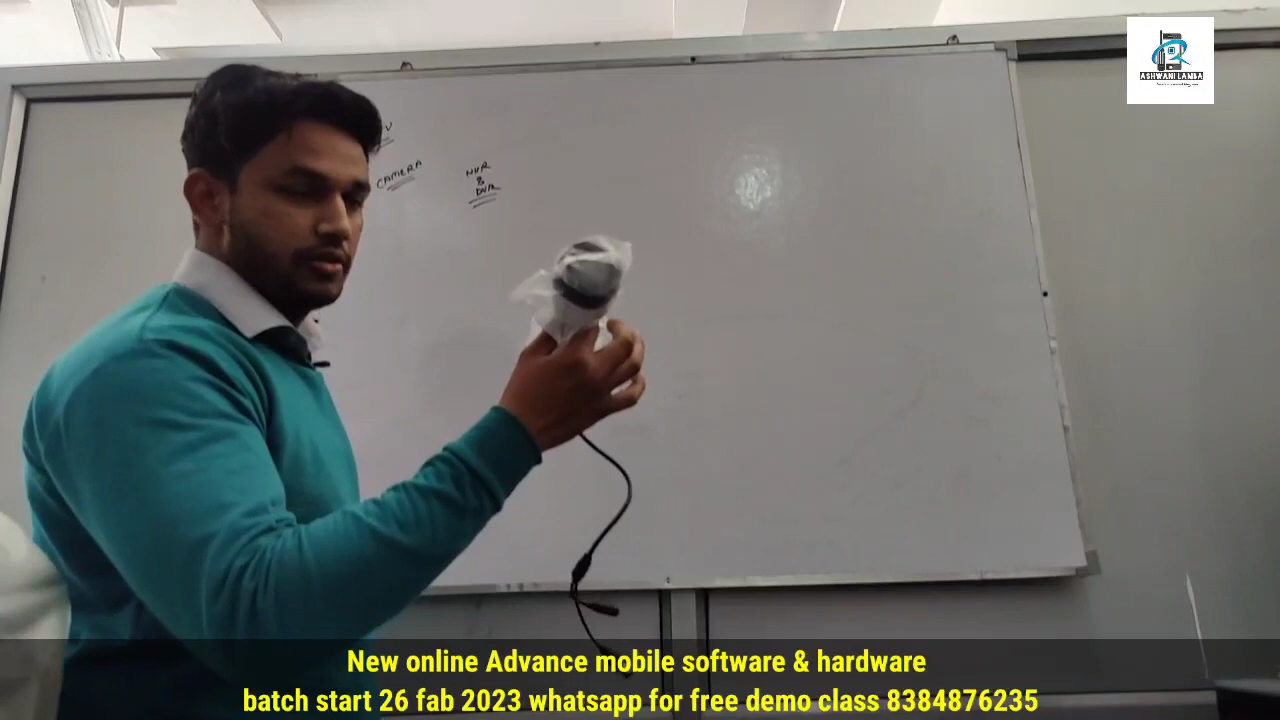 ASHWANI LAMBA
CAMERA
NVR
&
DVR
New online Advance mobile software & hardware
batch start 26 fab 2023 whatsapp for free demo class 8384876235